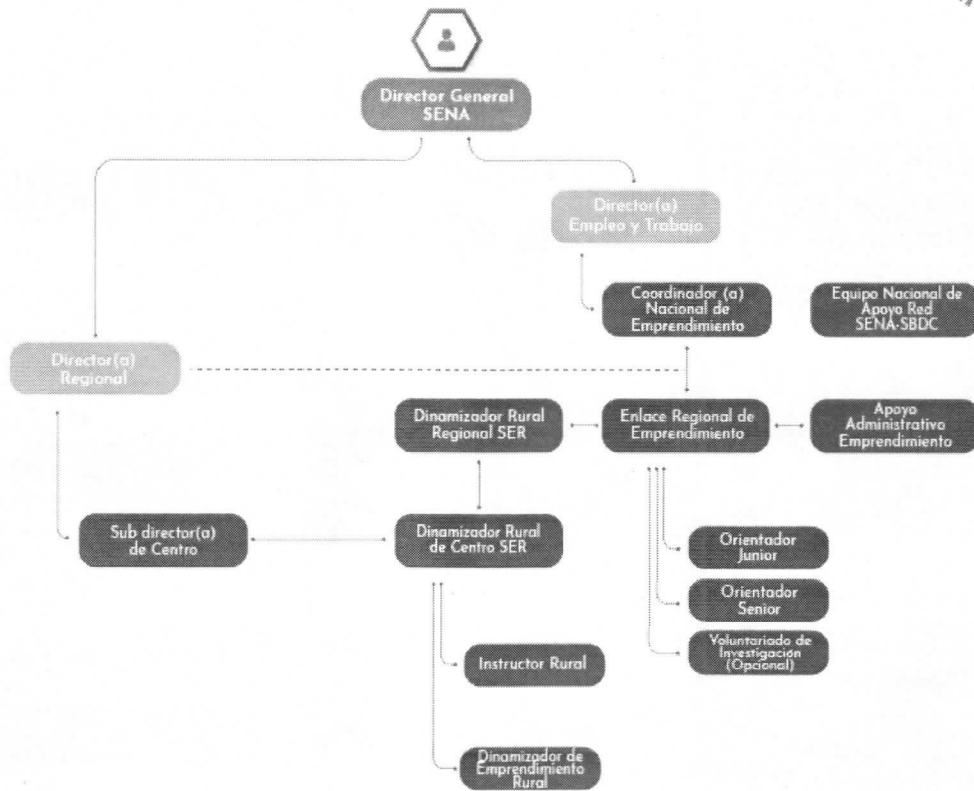 Director General
SENA
Director(a)
Empleo y Trabajo
Coordinador (a)
Nacional de
Emprendimiento
Equipo Nacional de
Apoyo Red
SENA-SBDC
Director(a)
Regional
Dinamizador Rural
Regional SER
Enlace Regional de
Emprendimiento
Apoyo
Administrativo
Emprendimiento
Sub director(a)
de Centro
Dinamizador Rural
de Centro SER
Orientador
Junior
Orientador
Senior
Voluntariado de
Investigación
(Opcional)
Instructor Rural
Dinamizador de
Emprendimiento
Rural